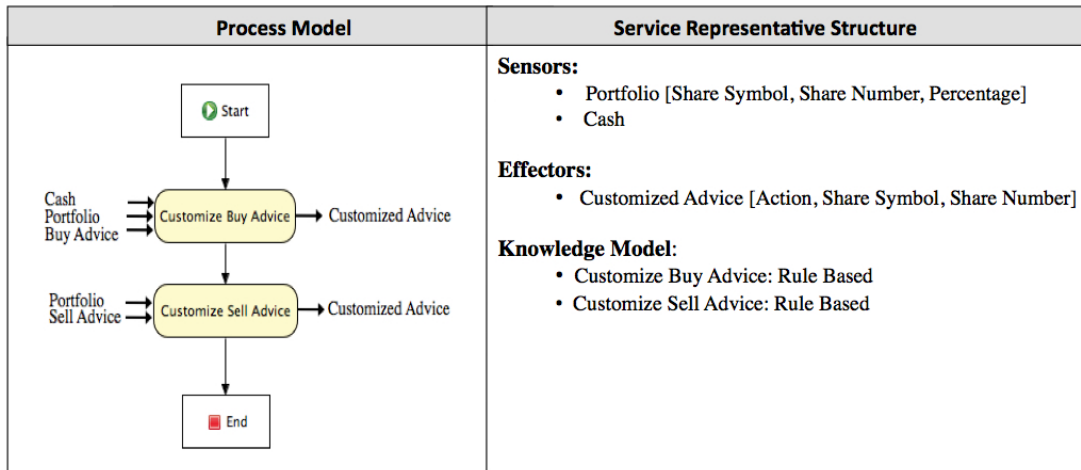 Process Model
Service Representative Structure
Start
Cash
Portfolio
Buy Advice
Customize Buy Advice
Customized Advice
Portfolio
Sell Advice
Customize Sell Advice
Customized Advice
End
Sensors:
• Portfolio [Share Symbol, Share Number, Percentage]
• Cash
Effectors:
• Customized Advice [Action, Share Symbol, Share Number]
Knowledge Model:
• Customize Buy Advice: Rule Based
• Customize Sell Advice: Rule Based